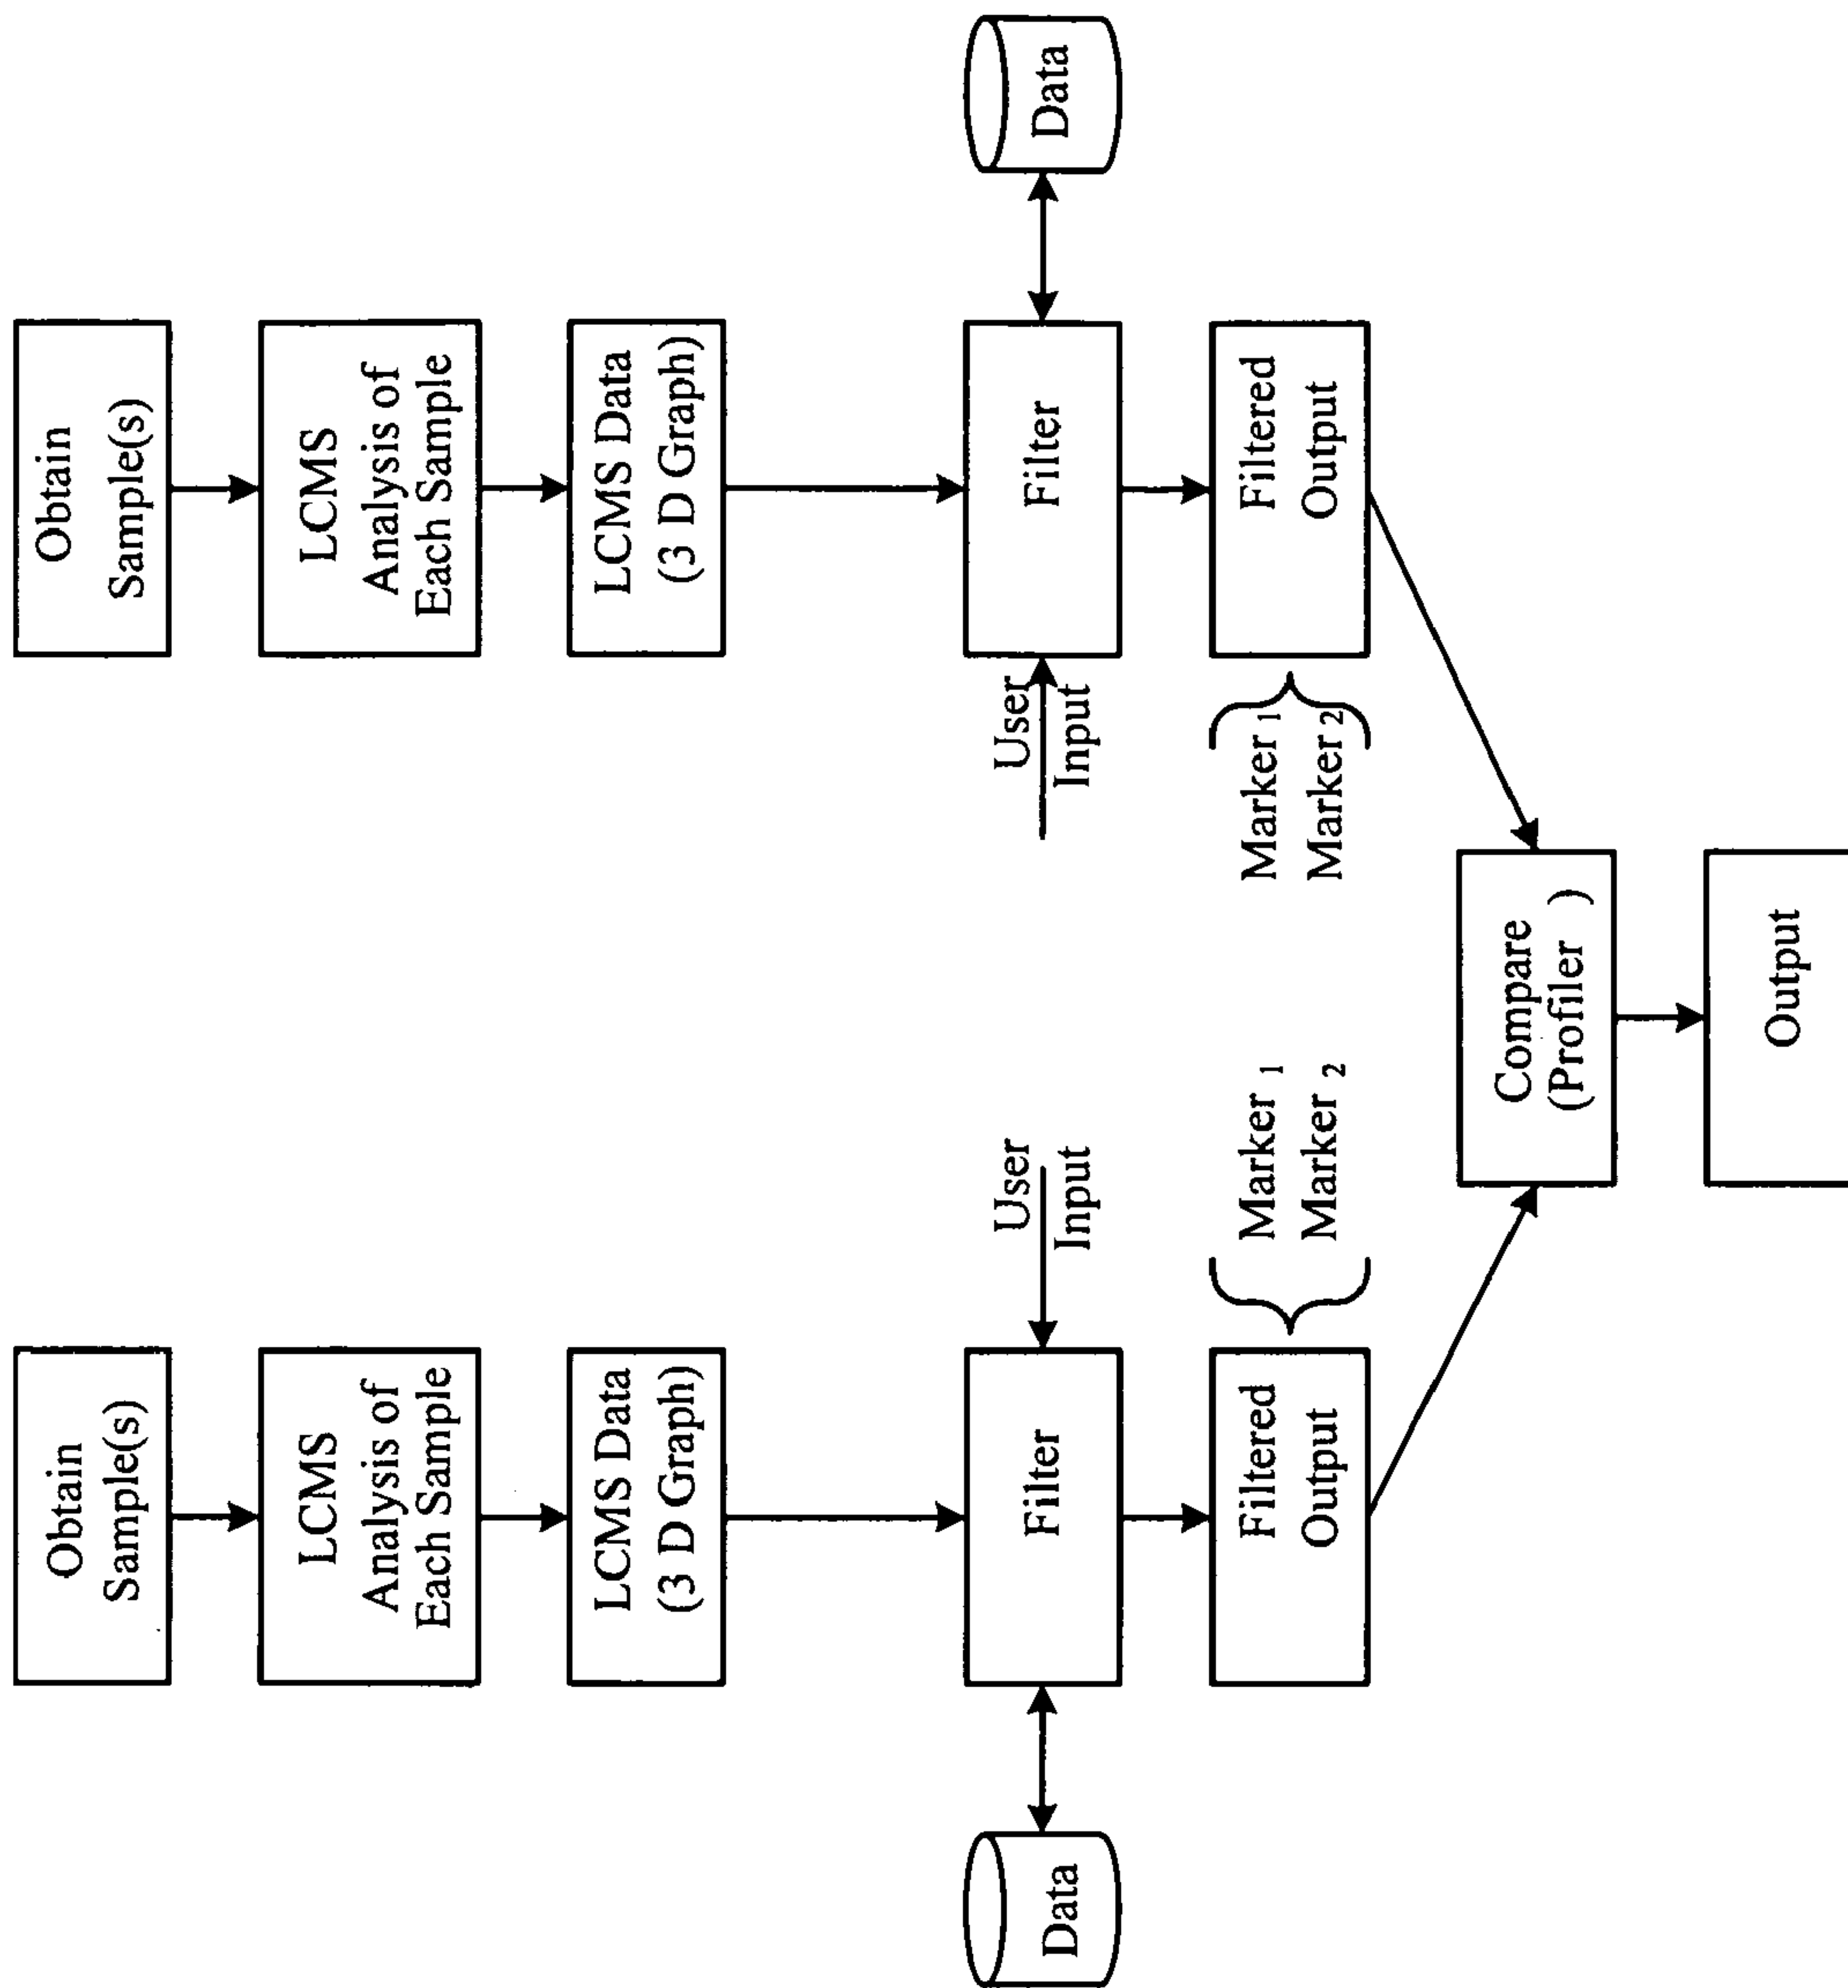 Obtain
Sample(s)
LCMS
Analysis of
Each Sample
LCMS Data
(3 D Graph)
Filter
Data
User
Input
Filtered
Output
Marker 1
Marker 2
Obtain
Sample(s)
LCMS
Analysis of
Each Sample
LCMS Data
(3 D Graph)
User
Input
Filter
Data
Marker 1
Marker 2
Filtered
Output
Compare
(Profiler )
Output